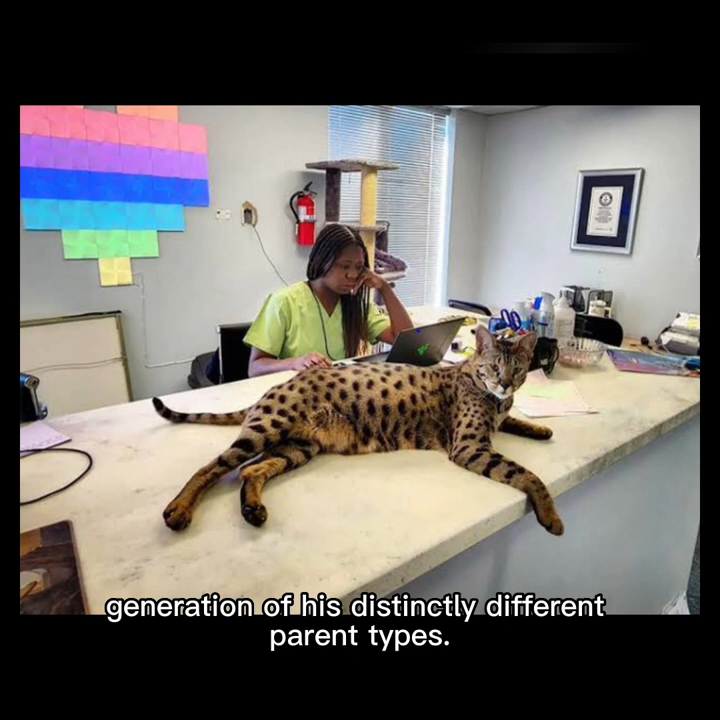 generation of his distinctly different
parent types.